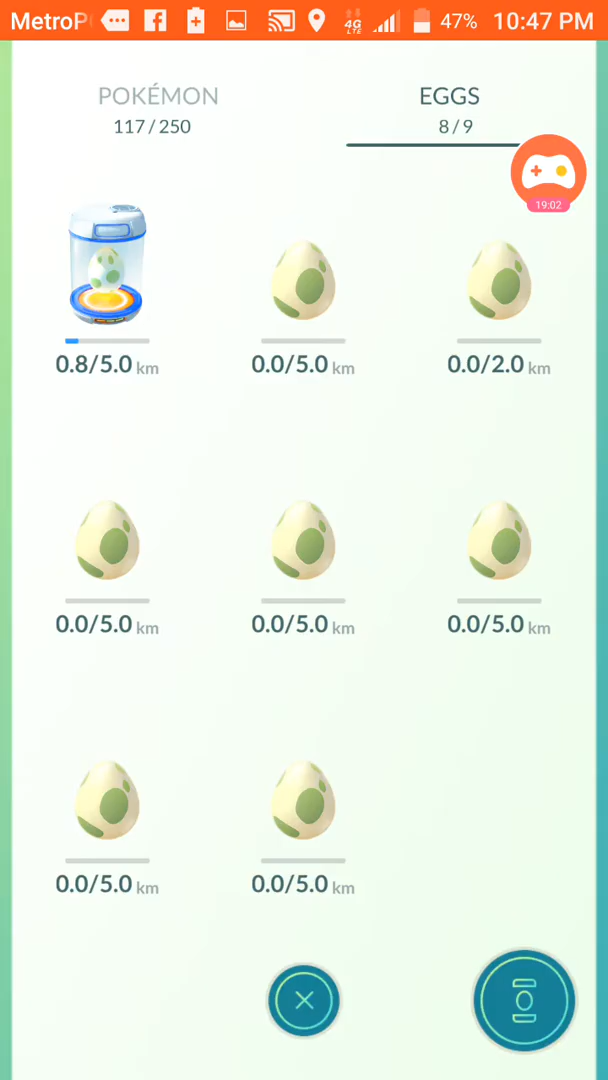 MetroP 4G LTE 47% 10:47 PM
POKÉMON EGGS
117/250 8/9
19:02
0.8/5.0 km 0.0/5.0 km 0.0/2.0 km
0.0/5.0 km 0.0/5.0 km 0.0/5.0 km
0.0/5.0 km 0.0/5.0 km